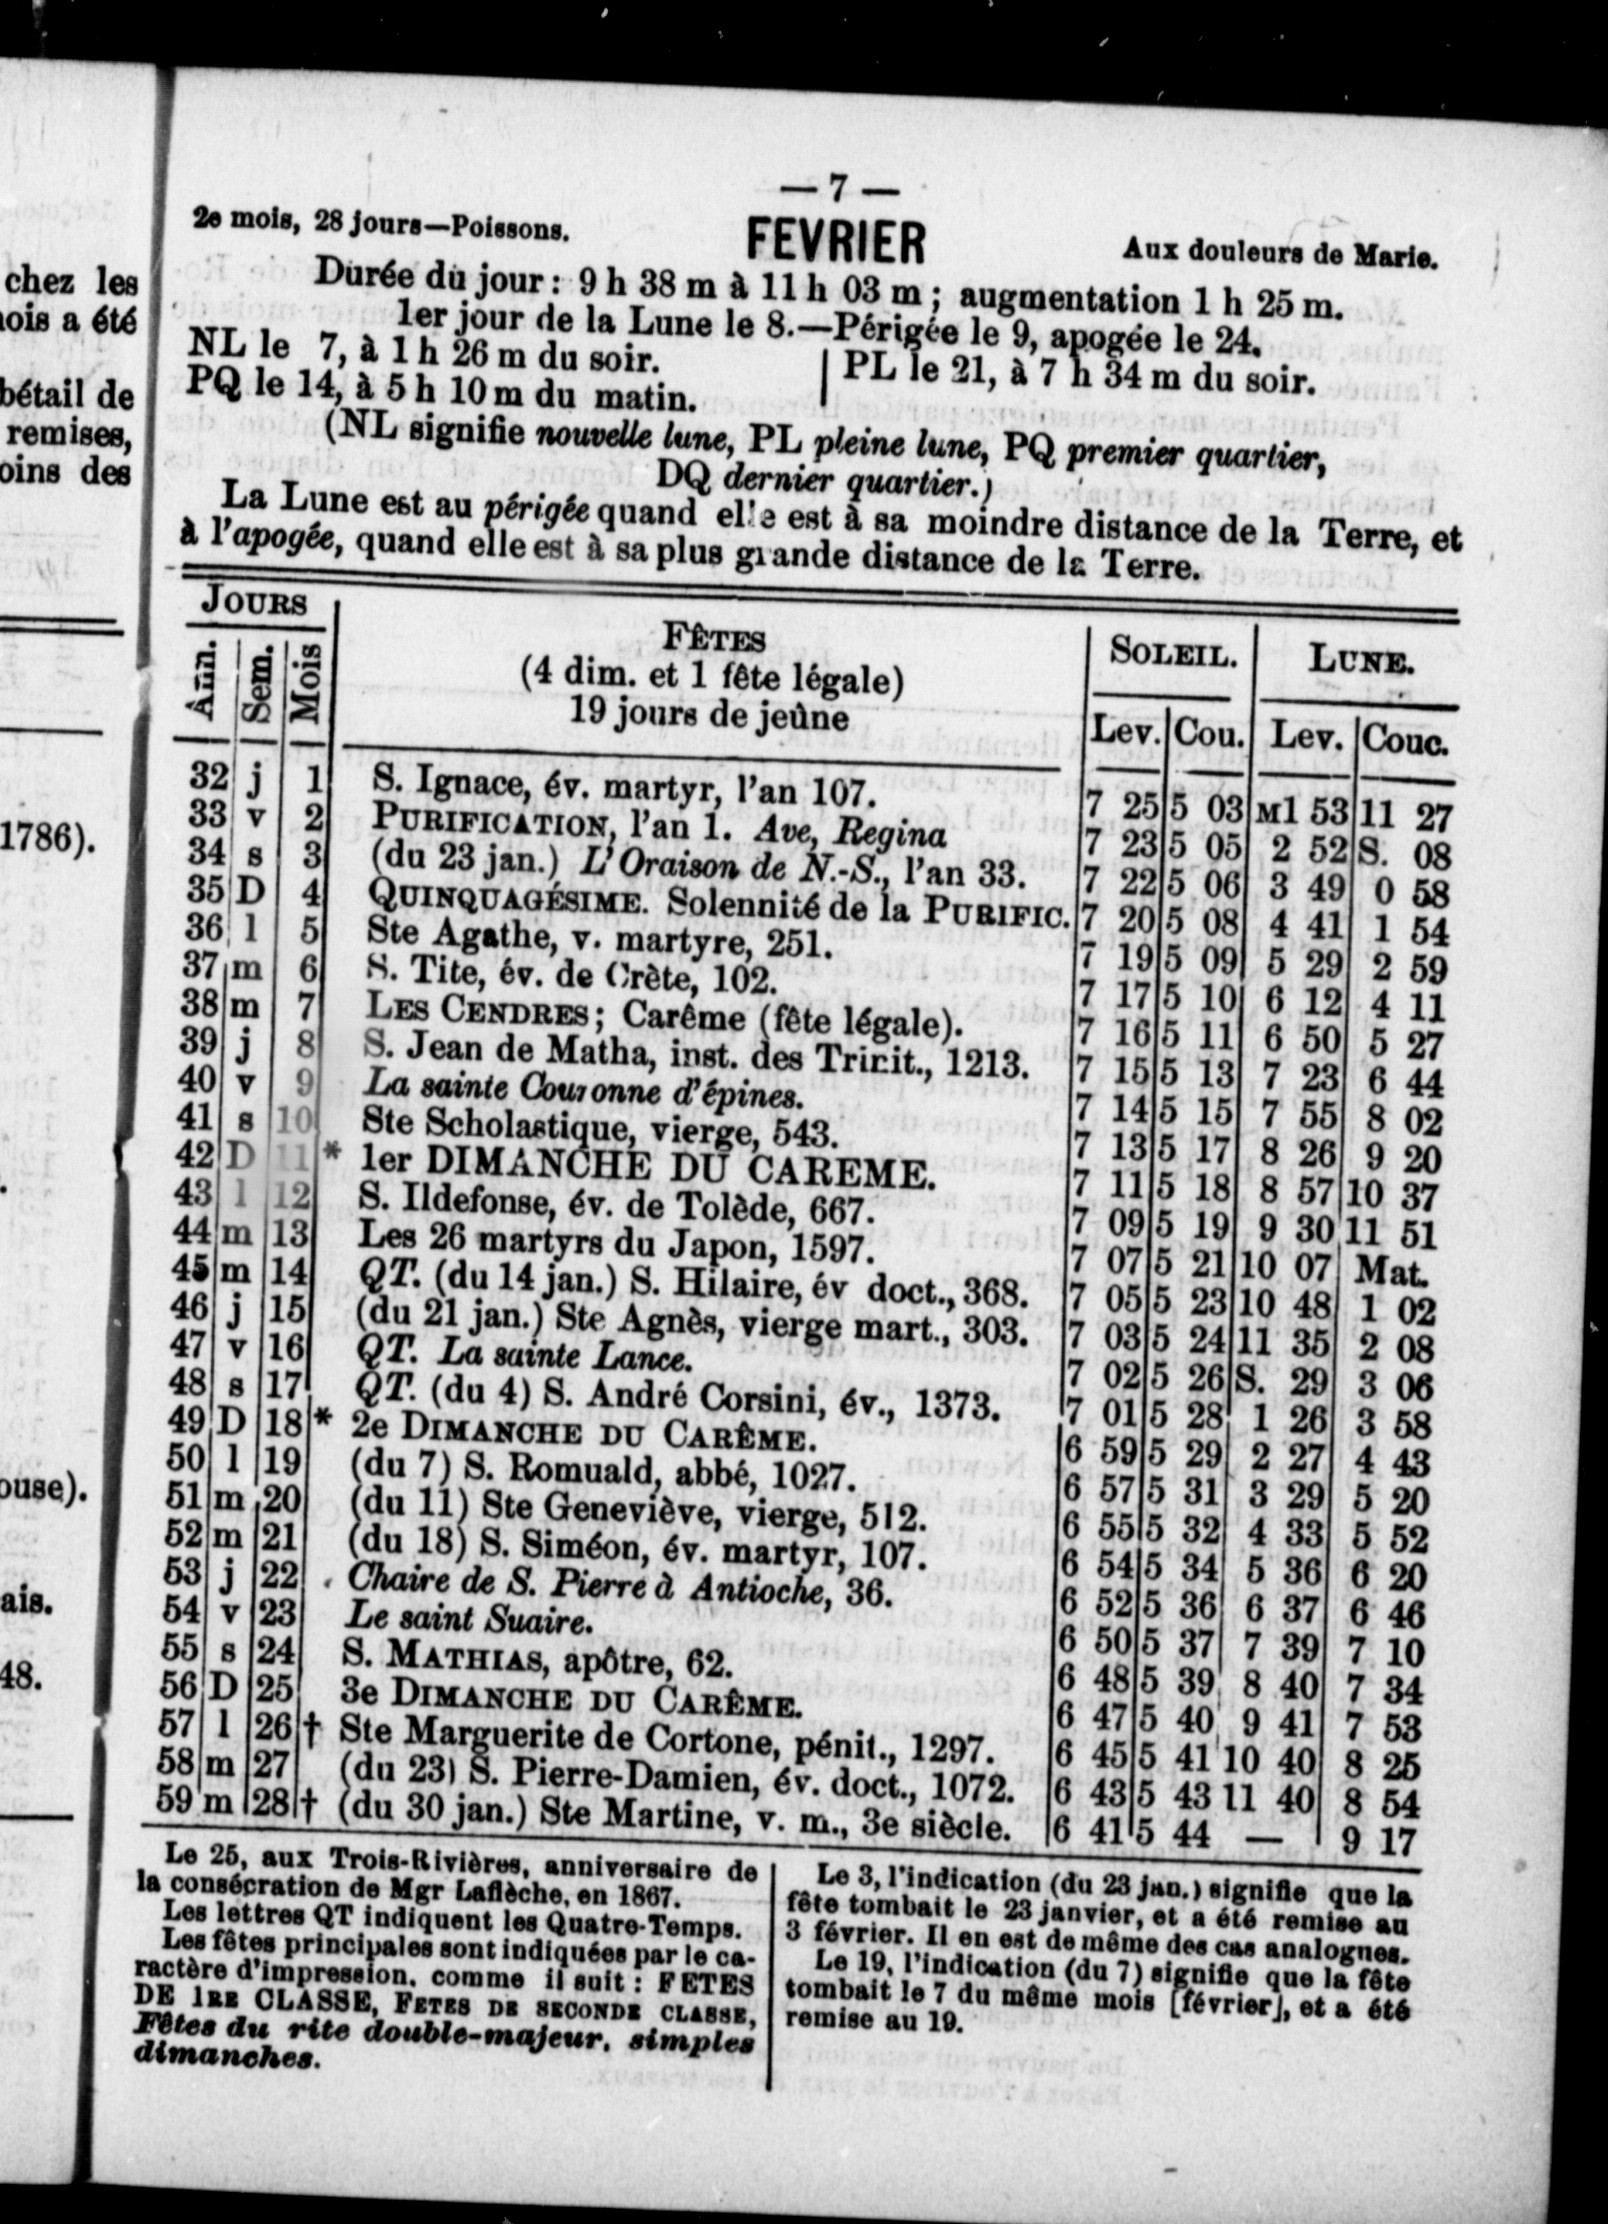 — 7 —
2e mois, 28 jours—Poissons. FEVRIER Aux douleurs de Marie.
Durée du jour : 9 h 38 m à 11 h 03 m ; augmentation 1 h 25 m.
1er jour de la Lune le 8.—Périgée le 9, apogée le 24.
NL le 7, à 1 h 26 m du soir. | PL le 21, à 7 h 34 m du soir.
PQ le 14, à 5 h 10 m du matin.
(NL signifie nouvelle lune, PL pleine lune, PQ premier quartier,
DQ dernier quartier.)
La Lune est au périgée quand elle est à sa moindre distance de la Terre, et
à l'apogée, quand elle est à sa plus grande distance de la Terre.
JOURS FÊTES SOLEIL. LUNE.
(4 dim. et 1 fête légale)
19 jours de jeûne
Ann. Sem. Mois Lev. Cou. Lev. Couc.
32 j 1 S. Ignace, év. martyr, l'an 107. 7 25 5 03 M1 53 11 27
33 v 2 PURIFICATION, l'an 1. Ave, Regina 7 23 5 05 2 52 S. 08
34 s 3 (du 23 jan.) L'Oraison de N.-S., l'an 33. 7 22 5 06 3 49 0 58
35 D 4 QUINQUAGÉSIME. Solennité de la PURIFIC. 7 20 5 08 4 41 1 54
36 l 5 Ste Agathe, v. martyre, 251. 7 19 5 09 5 29 2 59
37 m 6 S. Tite, év. de Crète, 102. 7 17 5 10 6 12 4 11
38 m 7 LES CENDRES; Carême (fête légale). 7 16 5 11 6 50 5 27
39 j 8 S. Jean de Matha, inst. des Trinit., 1213. 7 15 5 13 7 23 6 44
40 v 9 La sainte Couronne d'épines. 7 14 5 15 7 55 8 02
41 s 10 Ste Scholastique, vierge, 543. 7 13 5 17 8 26 9 20
42 D 11 * 1er DIMANCHE DU CAREME. 7 11 5 18 8 57 10 37
43 l 12 S. Ildefonse, év. de Tolède, 667. 7 09 5 19 9 30 11 51
44 m 13 Les 26 martyrs du Japon, 1597. 7 07 5 21 10 07 Mat.
45 m 14 QT. (du 14 jan.) S. Hilaire, év doct., 368. 7 05 5 23 10 48 1 02
46 j 15 (du 21 jan.) Ste Agnès, vierge mart., 303. 7 03 5 24 11 35 2 08
47 v 16 QT. La sainte Lance. 7 02 5 26 S. 29 3 06
48 s 17 QT. (du 4) S. André Corsini, év., 1373. 7 01 5 28 1 26 3 58
49 D 18 * 2e DIMANCHE DU CARÊME. 6 59 5 29 2 27 4 43
50 l 19 (du 7) S. Romuald, abbé, 1027. 6 57 5 31 3 29 5 20
51 m 20 (du 11) Ste Geneviève, vierge, 512. 6 55 5 32 4 33 5 52
52 m 21 (du 18) S. Siméon, év. martyr, 107. 6 54 5 34 5 36 6 20
53 j 22 Chaire de S. Pierre à Antioche, 36. 6 52 5 36 6 37 6 46
54 v 23 Le saint Suaire. 6 50 5 37 7 39 7 10
55 s 24 S. MATHIAS, apôtre, 62. 6 48 5 39 8 40 7 34
56 D 25 3e DIMANCHE DU CARÊME. 6 47 5 40 9 41 7 53
57 l 26 † Ste Marguerite de Cortone, pénit., 1297. 6 45 5 41 10 40 8 25
58 m 27 (du 23) S. Pierre-Damien, év. doct., 1072. 6 43 5 43 11 40 8 54
59 m 28 † (du 30 jan.) Ste Martine, v. m., 3e siècle. 6 41 5 44 — 9 17
Le 25, aux Trois-Rivières, anniversaire de
la consécration de Mgr Laflèche, en 1867.
Les lettres QT indiquent les Quatre-Temps.
Les fêtes principales sont indiquées par le ca-
ractère d'impression, comme il suit : FETES
DE 1RE CLASSE, FETES DE SECONDE CLASSE,
Fêtes du rite double-majeur, simples
dimanches.
Le 3, l'indication (du 23 jan.) signifie que la
fête tombait le 23 janvier, et a été remise au
3 février. Il en est de même des cas analogues.
Le 19, l'indication (du 7) signifie que la fête
tombait le 7 du même mois [février], et a été
remise au 19.
chez les
ois a été
bétail de
remises,
oins des
1786).
ouse).
ais.
48.